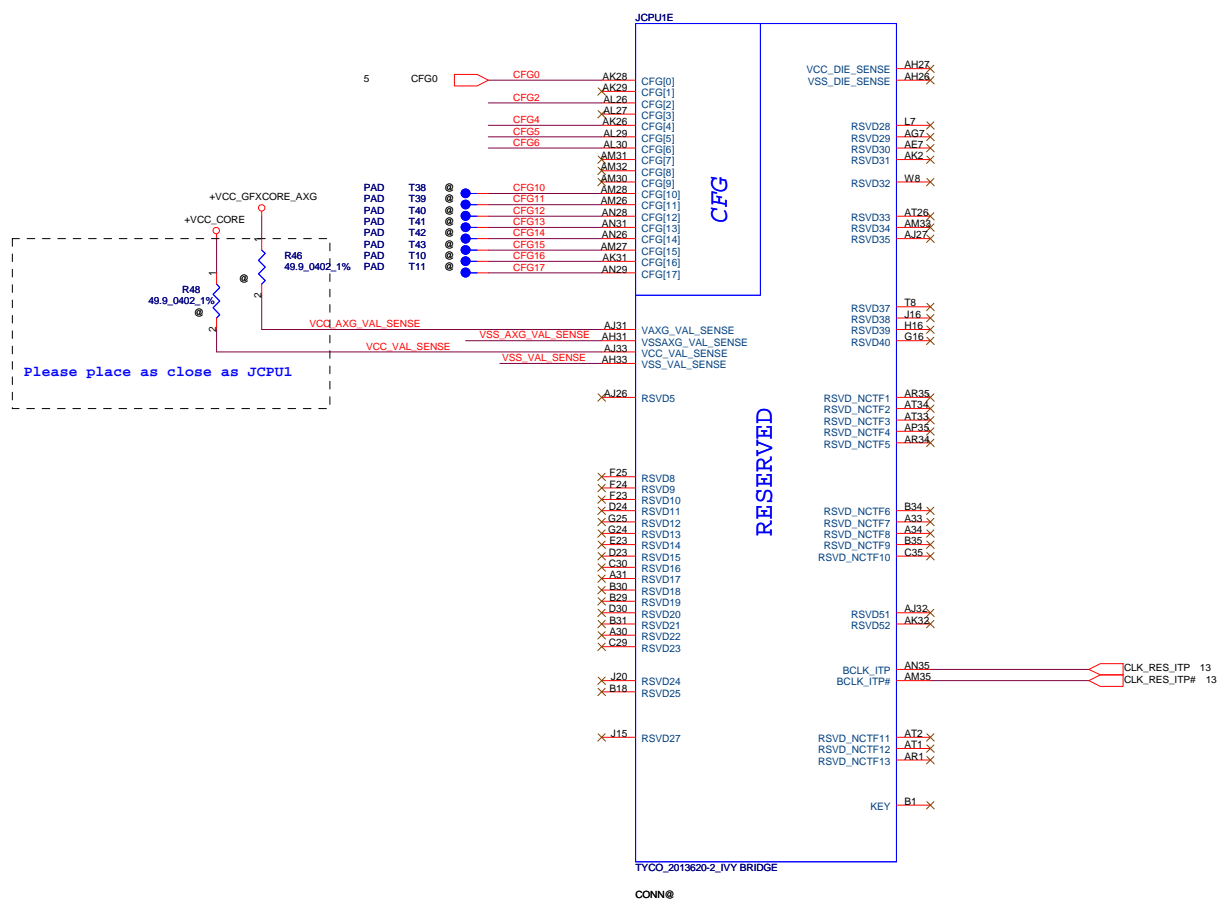 JCPU1E
5 CFG0 CFG0 AK28 CFG[0]
AK29 CFG[1]
CFG2 AL26 CFG[2]
AL27 CFG[3]
CFG4 AK26 CFG[4]
CFG5 AL29 CFG[5]
CFG6 AL30 CFG[6]
AM31 CFG[7]
AM32 CFG[8]
AM30 CFG[9]
PAD T38 @ CFG10 AM28 CFG[10]
PAD T39 @ CFG11 AM26 CFG[11]
PAD T40 @ CFG12 AN28 CFG[12]
PAD T41 @ CFG13 AN31 CFG[13]
PAD T42 @ CFG14 AN26 CFG[14]
PAD T43 @ CFG15 AM27 CFG[15]
PAD T10 @ CFG16 AK31 CFG[16]
PAD T11 @ CFG17 AN29 CFG[17]
CFG
+VCC_GFXCORE_AXG
+VCC_CORE
1
R46
49.9_0402_1%
@
2
1
R48
49.9_0402_1%
@
2
Please place as close as JCPU1
VCC_AXG_VAL_SENSE AJ31 VAXG_VAL_SENSE
VSS_AXG_VAL_SENSE AH31 VSSAXG_VAL_SENSE
VCC_VAL_SENSE AJ33 VCC_VAL_SENSE
VSS_VAL_SENSE AH33 VSS_VAL_SENSE
AJ26 RSVD5
F25 RSVD8
F24 RSVD9
F23 RSVD10
D24 RSVD11
G25 RSVD12
G24 RSVD13
E23 RSVD14
D23 RSVD15
C30 RSVD16
A31 RSVD17
B30 RSVD18
B29 RSVD19
D30 RSVD20
B31 RSVD21
A30 RSVD22
C29 RSVD23
J20 RSVD24
B18 RSVD25
J15 RSVD27
RESERVED
VCC_DIE_SENSE AH27
VSS_DIE_SENSE AH26
RSVD28 L7
RSVD29 AG7
RSVD30 AE7
RSVD31 AK2
RSVD32 W8
RSVD33 AT26
RSVD34 AM33
RSVD35 AJ27
RSVD37 T8
RSVD38 J16
RSVD39 H16
RSVD40 G16
RSVD_NCTF1 AR35
RSVD_NCTF2 AT34
RSVD_NCTF3 AT33
RSVD_NCTF4 AP35
RSVD_NCTF5 AR34
RSVD_NCTF6 B34
RSVD_NCTF7 A33
RSVD_NCTF8 A34
RSVD_NCTF9 B35
RSVD_NCTF10 C35
RSVD51 AJ32
RSVD52 AK32
BCLK_ITP AN35 CLK_RES_ITP 13
BCLK_ITP# AM35 CLK_RES_ITP# 13
RSVD_NCTF11 AT2
RSVD_NCTF12 AT1
RSVD_NCTF13 AR1
KEY B1
TYCO_2013620-2_IVY BRIDGE
CONN@